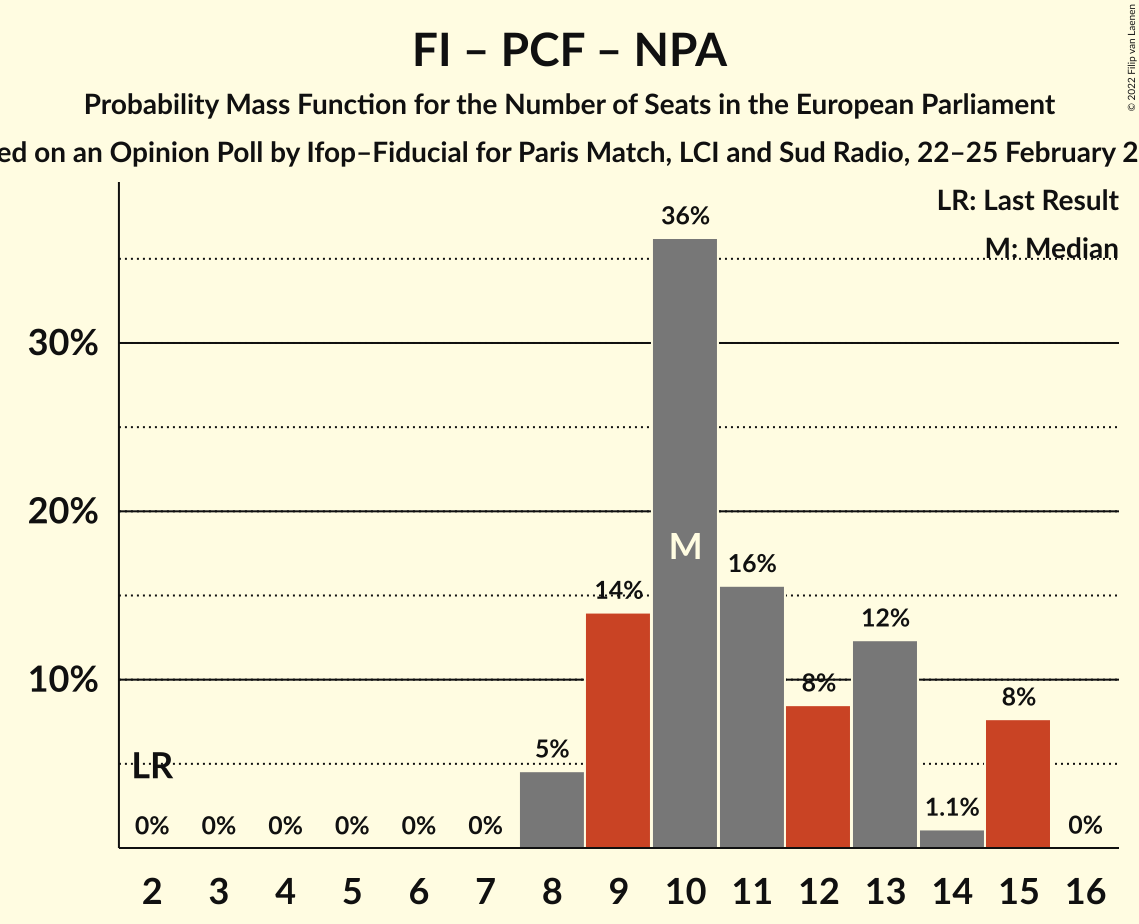 FI – PCF – NPA
Probability Mass Function for the Number of Seats in the European Parliament
on an Opinion Poll by Ifop–Fiducial for Paris Match, LCI and Sud Radio, 22–25 February
© 2022 Filip van Laenen
LR: Last Result
M: Median
36%
30%
20%
M
16%
14%
12%
10%
8%
8%
5%
LR
1.1%
0% 0% 0% 0% 0% 0% 0%
2 3 4 5 6 7 8 9 10 11 12 13 14 15 16